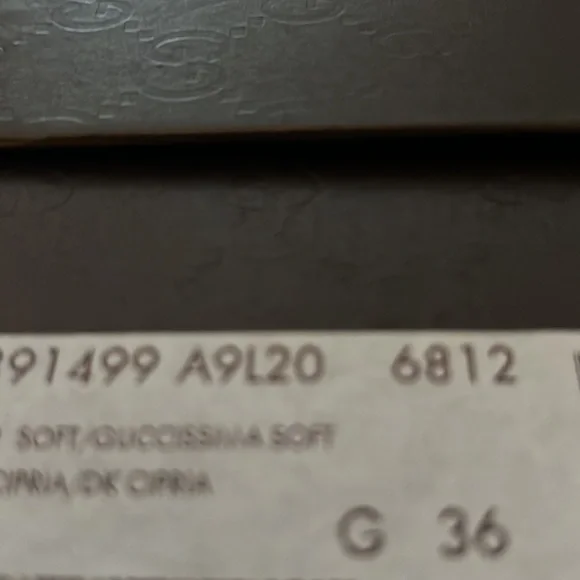 91499 A9L20 6812
SOFT/GUCCISSIMA SOFT
CIPRIA/DK CIPRIA
G 36